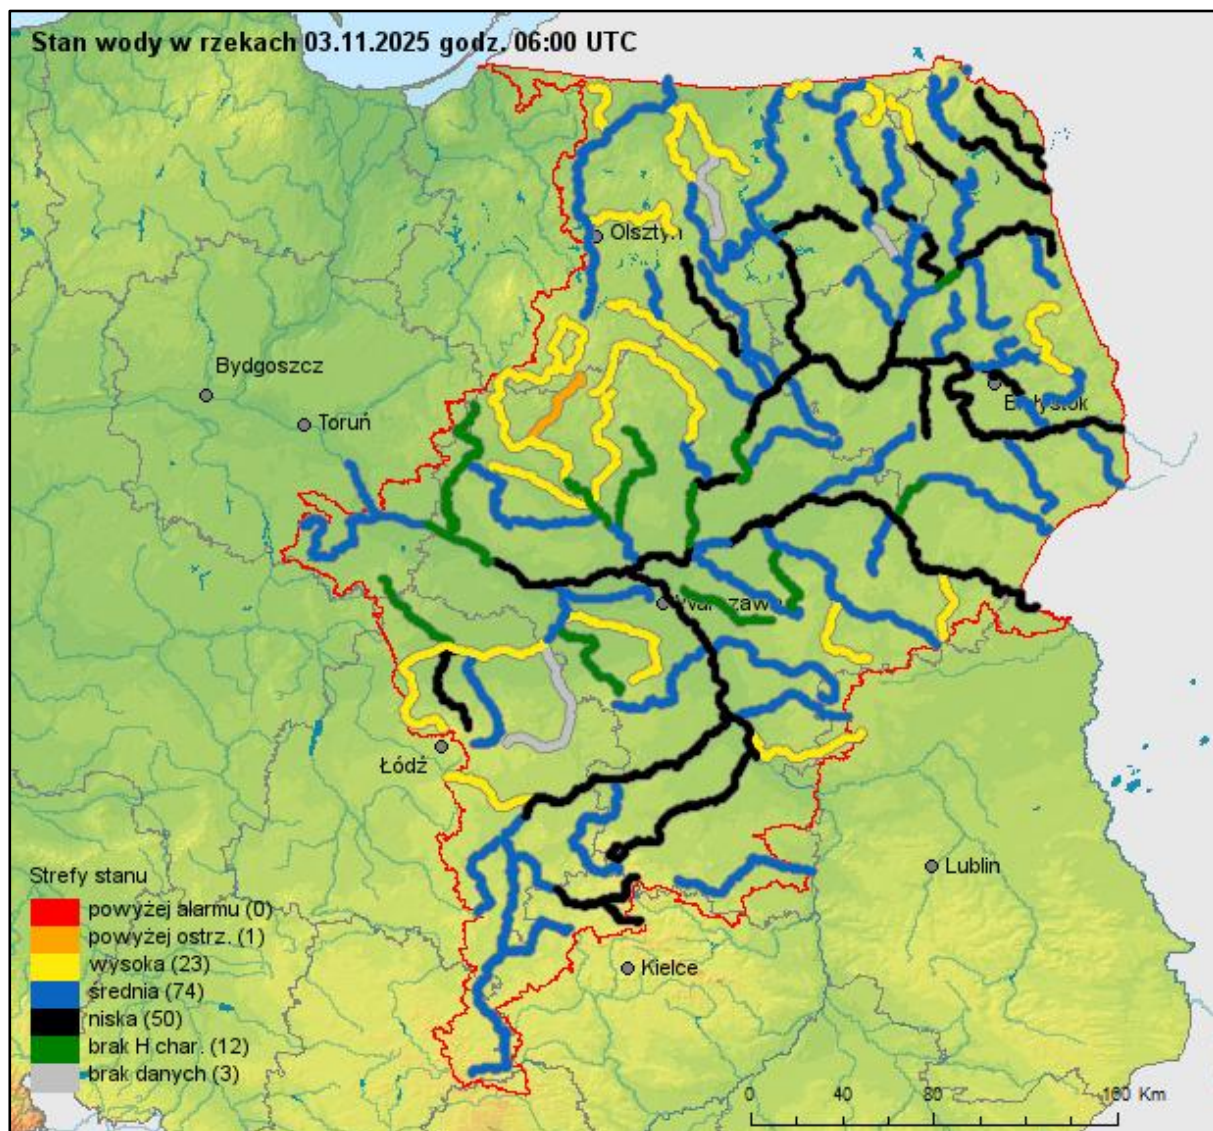 Stan wody w rzekach 03.11.2025 godz. 06:00 UTC
Olsztyn
Bydgoszcz
Toruń
Białystok
Warszawa
Łódź
Lublin
Kielce
Strefy stanu
powyżej alarmu (0)
powyżej ostrz. (1)
wysoka (23)
średnia (74)
niska (50)
brak H char. (12)
brak danych (3)
0 40 80 160 Km